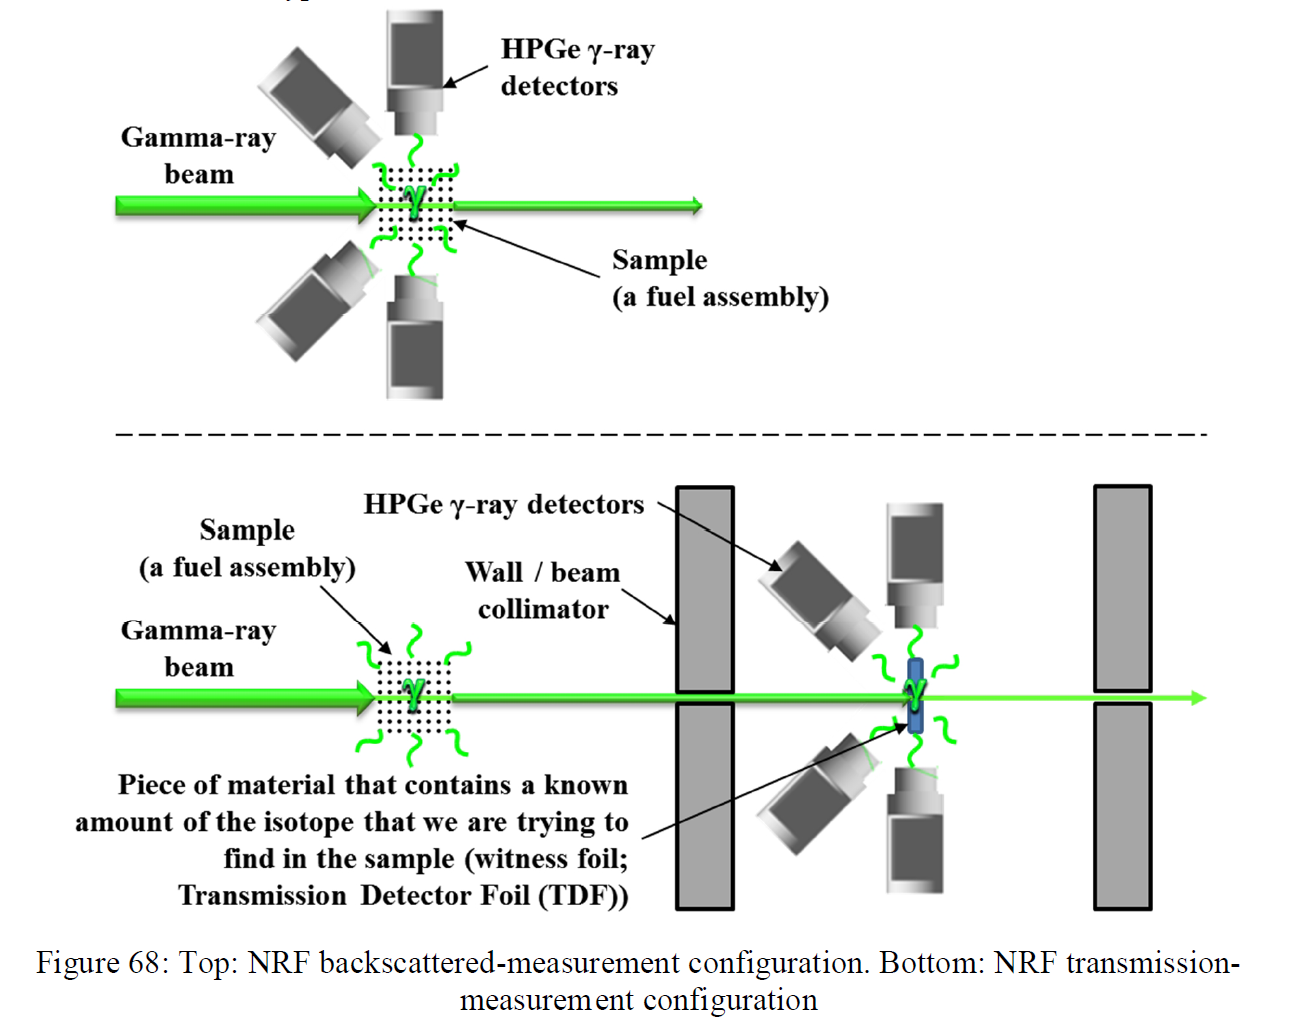 HPGe γ-ray
detectors
Gamma-ray
beam
γ
Sample
(a fuel assembly)
HPGe γ-ray detectors
Sample
(a fuel assembly)
Wall / beam
collimator
Gamma-ray
beam
γ
γ
Piece of material that contains a known
amount of the isotope that we are trying to
find in the sample (witness foil;
Transmission Detector Foil (TDF))
Figure 68: Top: NRF backscattered-measurement configuration. Bottom: NRF transmission-
measurement configuration